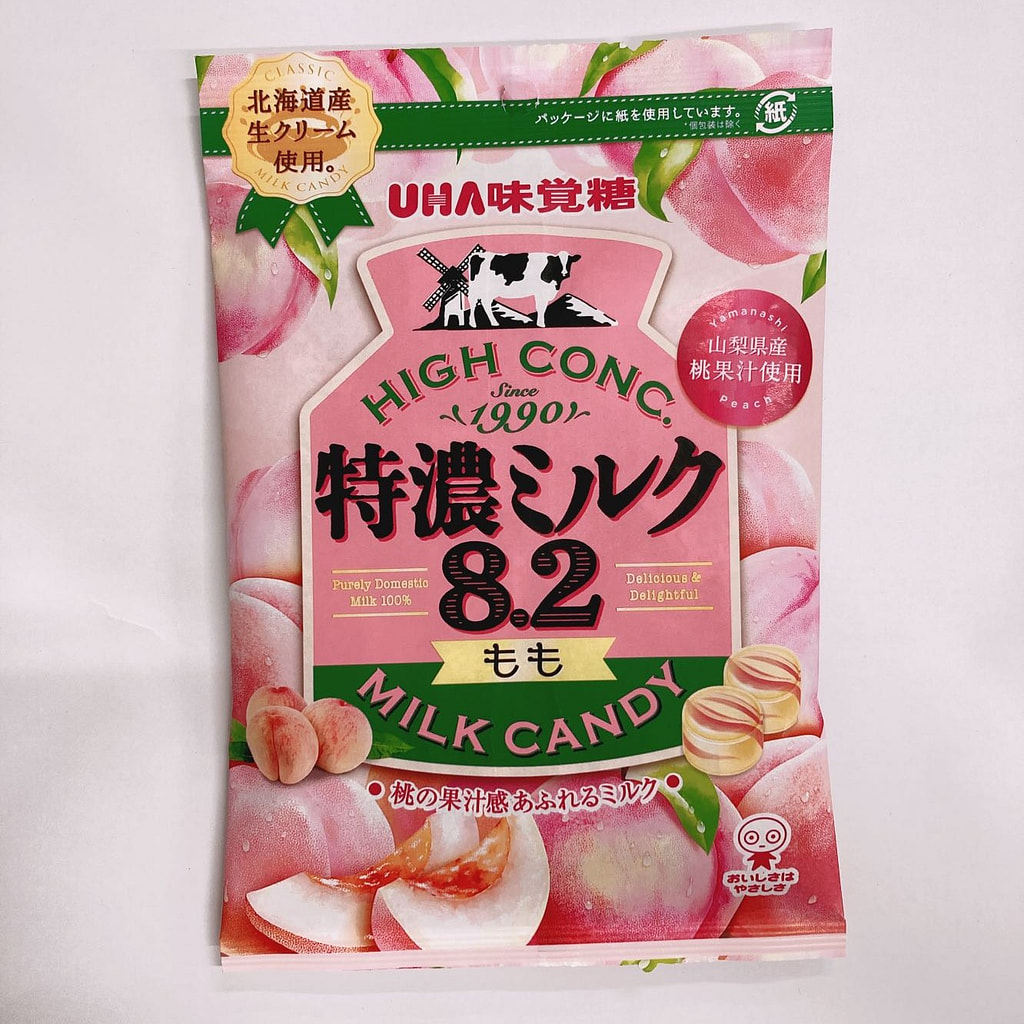 CLASSIC
北海道産
生クリーム
使用。
MILK CANDY
パッケージに紙を使用しています。
*個包装は除く
紙
UHA味覚糖
Yamanashi
山梨県産
桃果汁使用
Peach
HIGH CONC.
Since
1990
特濃ミルク
8.2
Purely Domestic
Milk 100%
Delicious &
Delightful
もも
MILK CANDY
桃の果汁感あふれるミルク
おいしさは
やさしさ